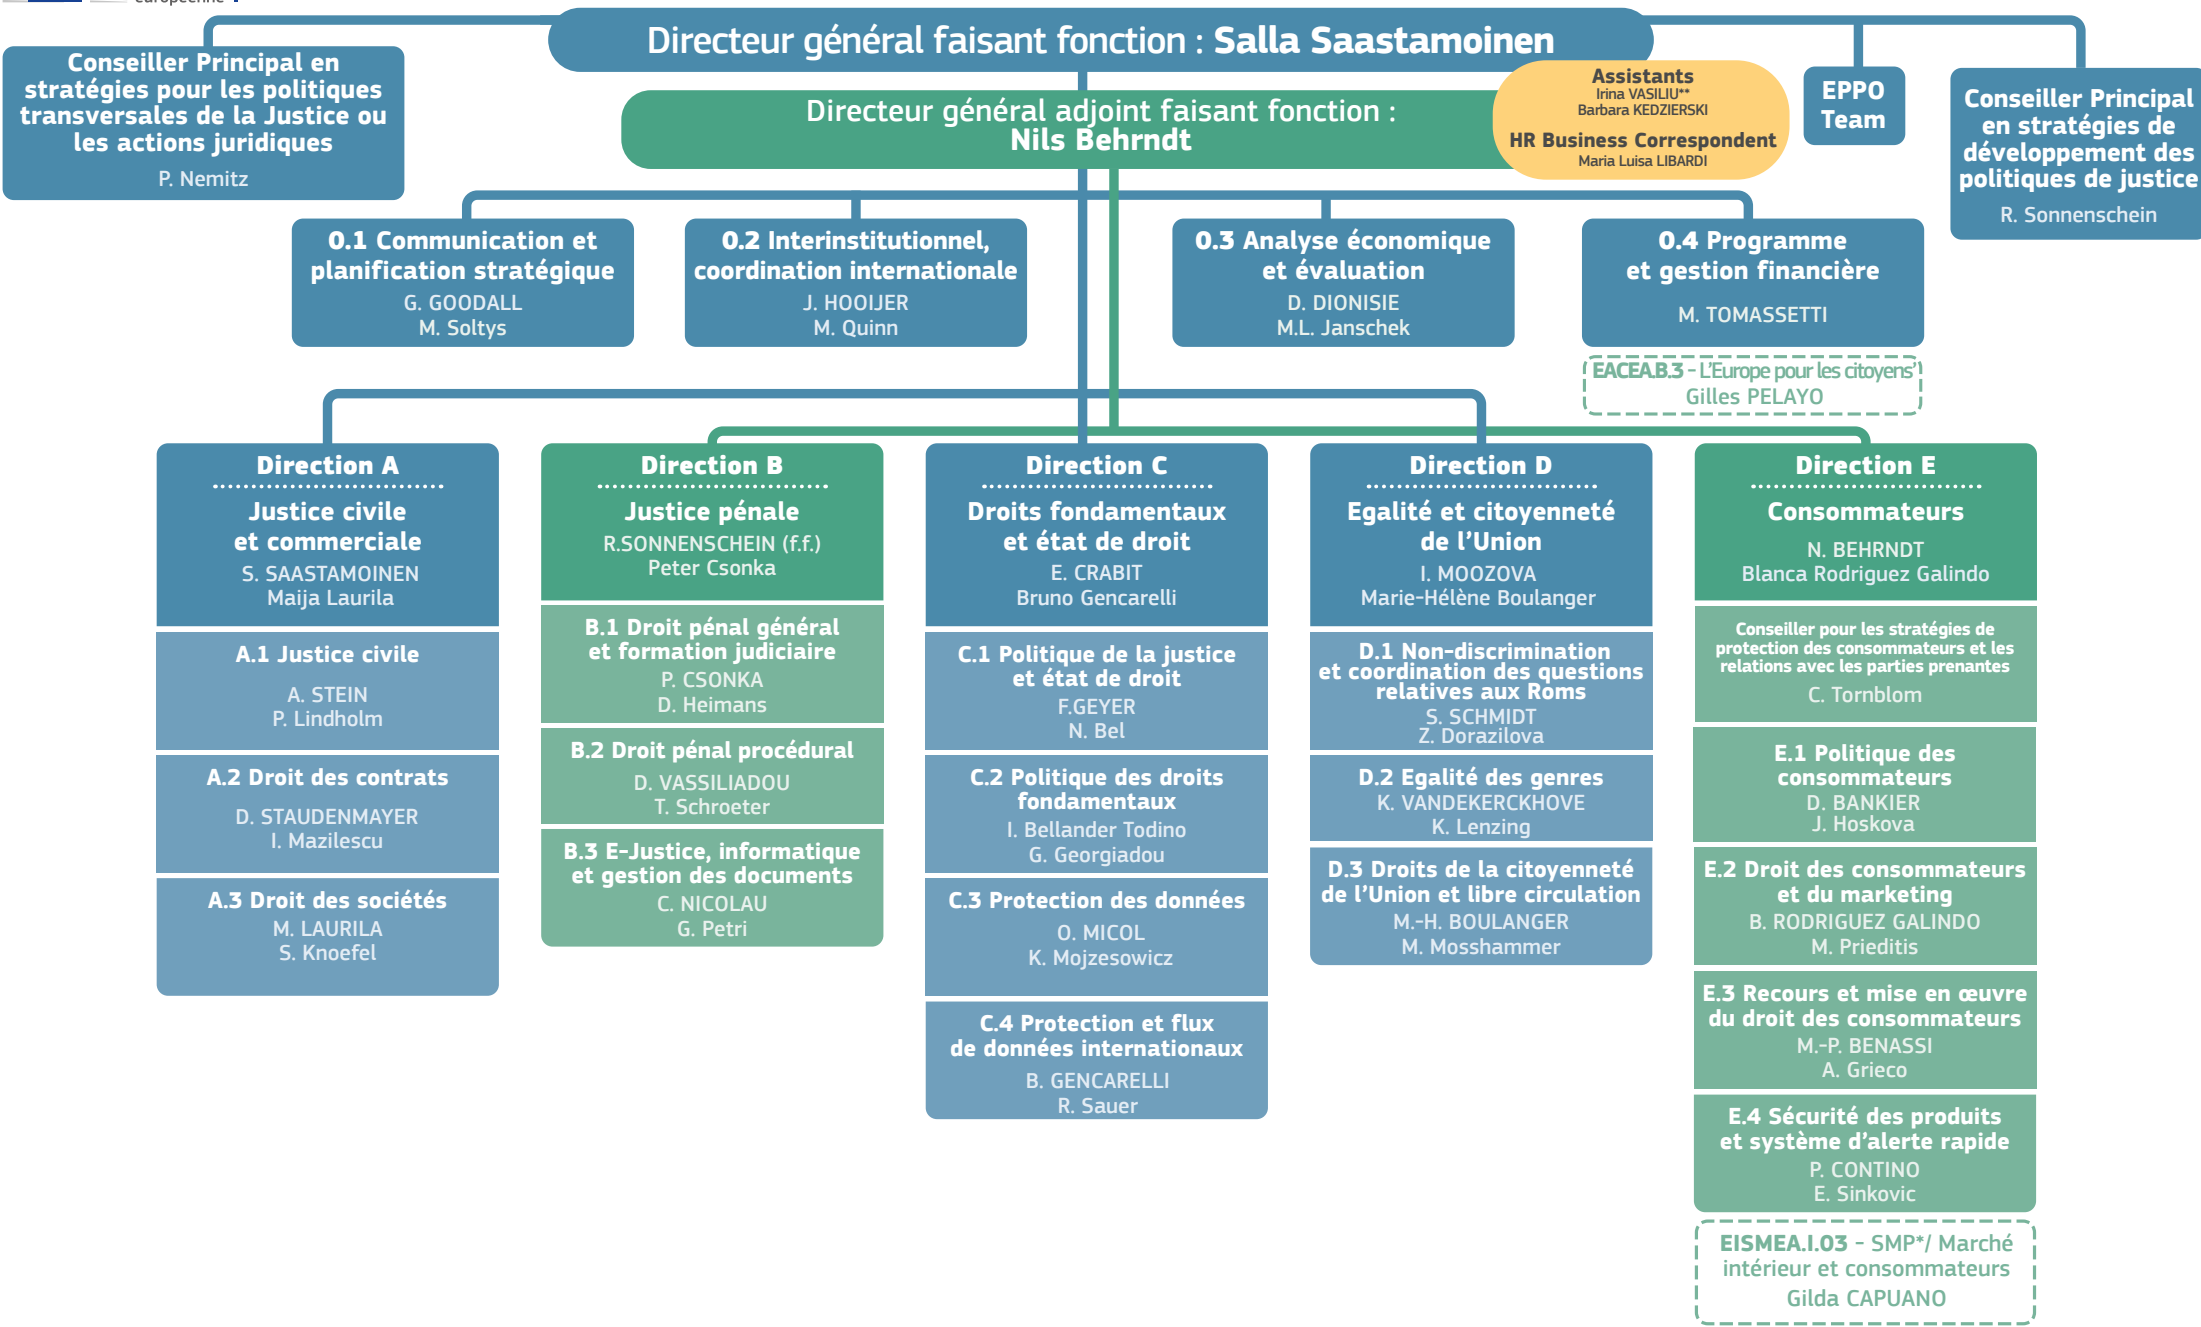 européenne
Directeur général faisant fonction : Salla Saastamoinen
Conseiller Principal en
stratégies pour les politiques
transversales de la Justice ou
les actions juridiques
P. Nemitz
Directeur général adjoint faisant fonction :
Nils Behrndt
Assistants
Irina VASILIU**
Barbara KEDZIERSKI
HR Business Correspondent
Maria Luisa LIBARDI
EPPO
Team
Conseiller Principal
en stratégies de
développement des
politiques de justice
R. Sonnenschein
0.1 Communication et
planification stratégique
G. GOODALL
M. Soltys
0.2 Interinstitutionnel,
coordination internationale
J. HOOIJER
M. Quinn
0.3 Analyse économique
et évaluation
D. DIONISIE
M.L. Janschek
0.4 Programme
et gestion financière
M. TOMASSETTI
EACEA.B.3 - L'Europe pour les citoyens'
Gilles PELAYO
Direction A
Justice civile
et commerciale
S. SAASTAMOINEN
Maija Laurila
A.1 Justice civile
A. STEIN
P. Lindholm
A.2 Droit des contrats
D. STAUDENMAYER
I. Mazilescu
A.3 Droit des sociétés
M. LAURILA
S. Knoefel
Direction B
Justice pénale
R.SONNENSCHEIN (f.f.)
Peter Csonka
B.1 Droit pénal général
et formation judiciaire
P. CSONKA
D. Heimans
B.2 Droit pénal procédural
D. VASSILIADOU
T. Schroeter
B.3 E-Justice, informatique
et gestion des documents
C. NICOLAU
G. Petri
Direction C
Droits fondamentaux
et état de droit
E. CRABIT
Bruno Gencarelli
C.1 Politique de la justice
et état de droit
F.GEYER
N. Bel
C.2 Politique des droits
fondamentaux
I. Bellander Todino
G. Georgiadou
C.3 Protection des données
O. MICOL
K. Mojzesowicz
C.4 Protection et flux
de données internationaux
B. GENCARELLI
R. Sauer
Direction D
Egalité et citoyenneté
de l'Union
I. MOOZOVA
Marie-Hélène Boulanger
D.1 Non-discrimination
et coordination des questions
relatives aux Roms
S. SCHMIDT
Z. Dorazilova
D.2 Egalité des genres
K. VANDEKERCKHOVE
K. Lenzing
D.3 Droits de la citoyenneté
de l'Union et libre circulation
M.-H. BOULANGER
M. Mosshammer
Direction E
Consommateurs
N. BEHRNDT
Blanca Rodriguez Galindo
Conseiller pour les stratégies de
protection des consommateurs et les
relations avec les parties prenantes
C. Tornblom
E.1 Politique des
consommateurs
D. BANKIER
J. Hoskova
E.2 Droit des consommateurs
et du marketing
B. RODRIGUEZ GALINDO
M. Prieditis
E.3 Recours et mise en œuvre
du droit des consommateurs
M.-P. BENASSI
A. Grieco
E.4 Sécurité des produits
et système d'alerte rapide
P. CONTINO
E. Sinkovic
EISMEA.I.03 - SMP*/ Marché
intérieur et consommateurs
Gilda CAPUANO